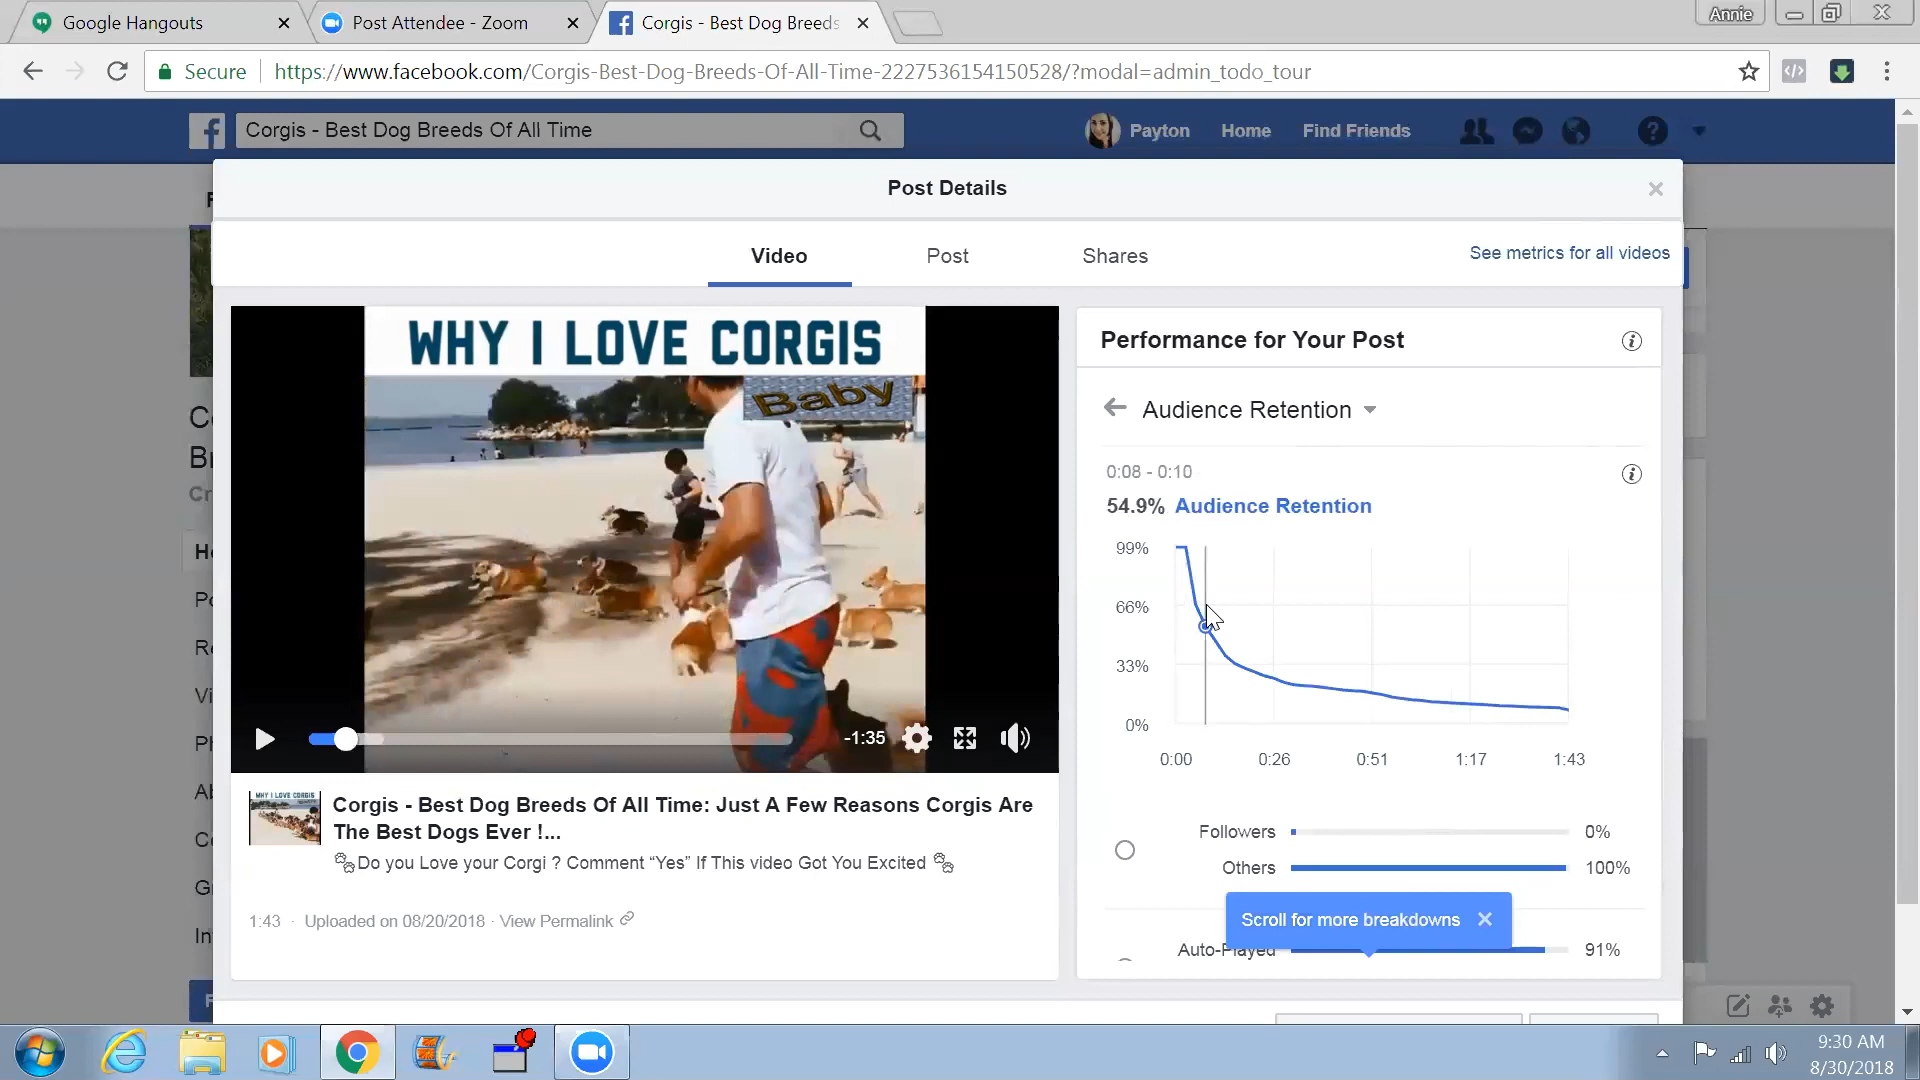 Google Hangouts
Post Attendee - Zoom
Corgis - Best Dog Breeds
Annie
Secure
https://www.facebook.com/Corgis-Best-Dog-Breeds-Of-All-Time-2227536154150528/?modal=admin_todo_tour
Corgis - Best Dog Breeds Of All Time
Payton
Home
Find Friends
Post Details
Video
Post
Shares
See metrics for all videos
WHY I LOVE CORGIS
Baby
-1:35
Corgis - Best Dog Breeds Of All Time: Just A Few Reasons Corgis Are
The Best Dogs Ever !...
Do you Love your Corgi ? Comment “Yes” If This video Got You Excited
1:43 · Uploaded on 08/20/2018 · View Permalink
Performance for Your Post
Audience Retention
0:08 - 0:10
54.9% Audience Retention
99%
66%
33%
0%
0:00 0:26 0:51 1:17 1:43
Followers 0%
Others 100%
Scroll for more breakdowns
Auto-Played 91%
9:30 AM
8/30/2018